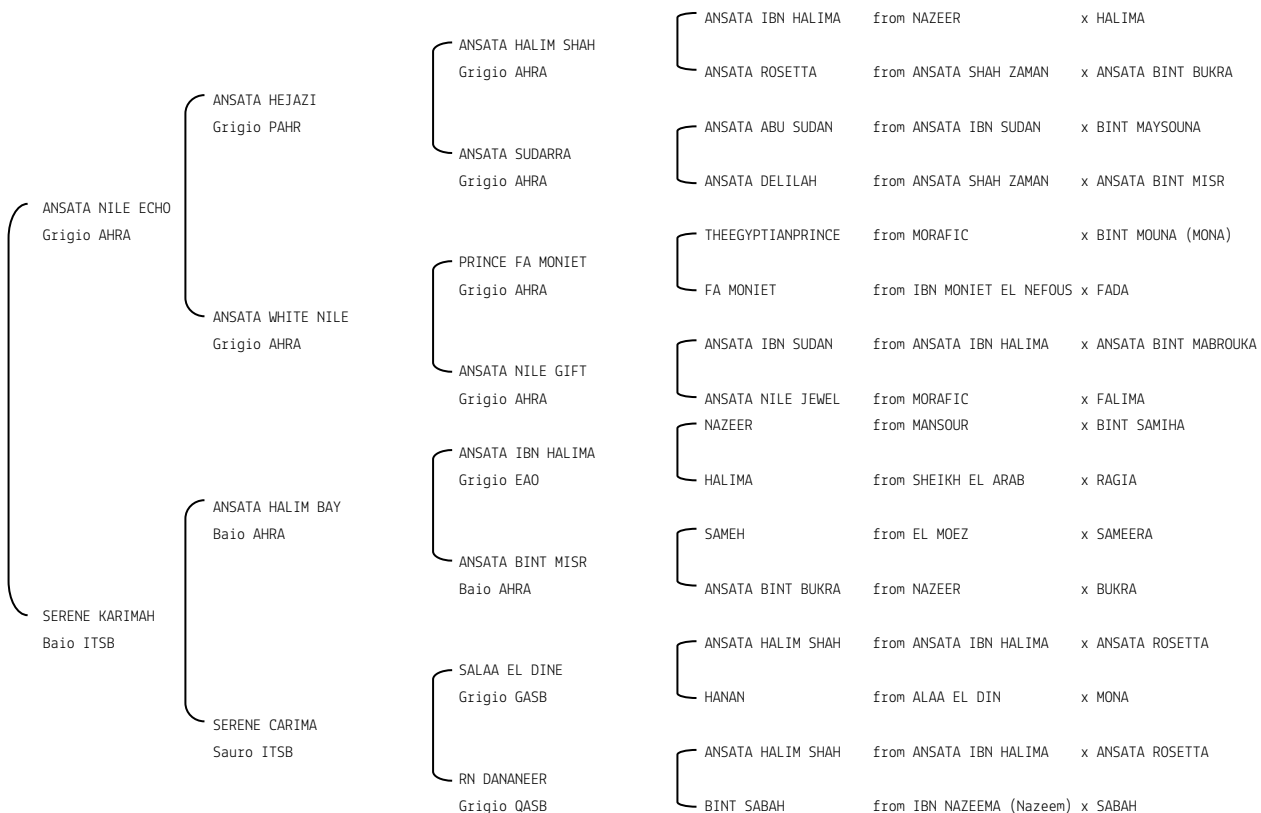 ANSATA IBN HALIMA from NAZEER x HALIMA
ANSATA HALIM SHAH
Grigio AHRA
ANSATA ROSETTA from ANSATA SHAH ZAMAN x ANSATA BINT BUKRA
ANSATA HEJAZI
Grigio PAHR
ANSATA ABU SUDAN from ANSATA IBN SUDAN x BINT MAYSOUNA
ANSATA SUDARRA
Grigio AHRA
ANSATA DELILAH from ANSATA SHAH ZAMAN x ANSATA BINT MISR
ANSATA NILE ECHO
Grigio AHRA
THEEGYPTIANPRINCE from MORAFIC x BINT MOUNA (MONA)
PRINCE FA MONIET
Grigio AHRA
FA MONIET from IBN MONIET EL NEFOUS x FADA
ANSATA WHITE NILE
Grigio AHRA
ANSATA IBN SUDAN from ANSATA IBN HALIMA x ANSATA BINT MABROUKA
ANSATA NILE GIFT
Grigio AHRA
ANSATA NILE JEWEL from MORAFIC x FALIMA
NAZEER from MANSOUR x BINT SAMIHA
ANSATA IBN HALIMA
Grigio EAO
HALIMA from SHEIKH EL ARAB x RAGIA
ANSATA HALIM BAY
Baio AHRA
SAMEH from EL MOEZ x SAMEERA
ANSATA BINT MISR
Baio AHRA
ANSATA BINT BUKRA from NAZEER x BUKRA
SERENE KARIMAH
Baio ITSB
ANSATA HALIM SHAH from ANSATA IBN HALIMA x ANSATA ROSETTA
SALAA EL DINE
Grigio GASB
HANAN from ALAA EL DIN x MONA
SERENE CARIMA
Sauro ITSB
ANSATA HALIM SHAH from ANSATA IBN HALIMA x ANSATA ROSETTA
RN DANANEER
Grigio QASB
BINT SABAH from IBN NAZEEMA (Nazeem) x SABAH